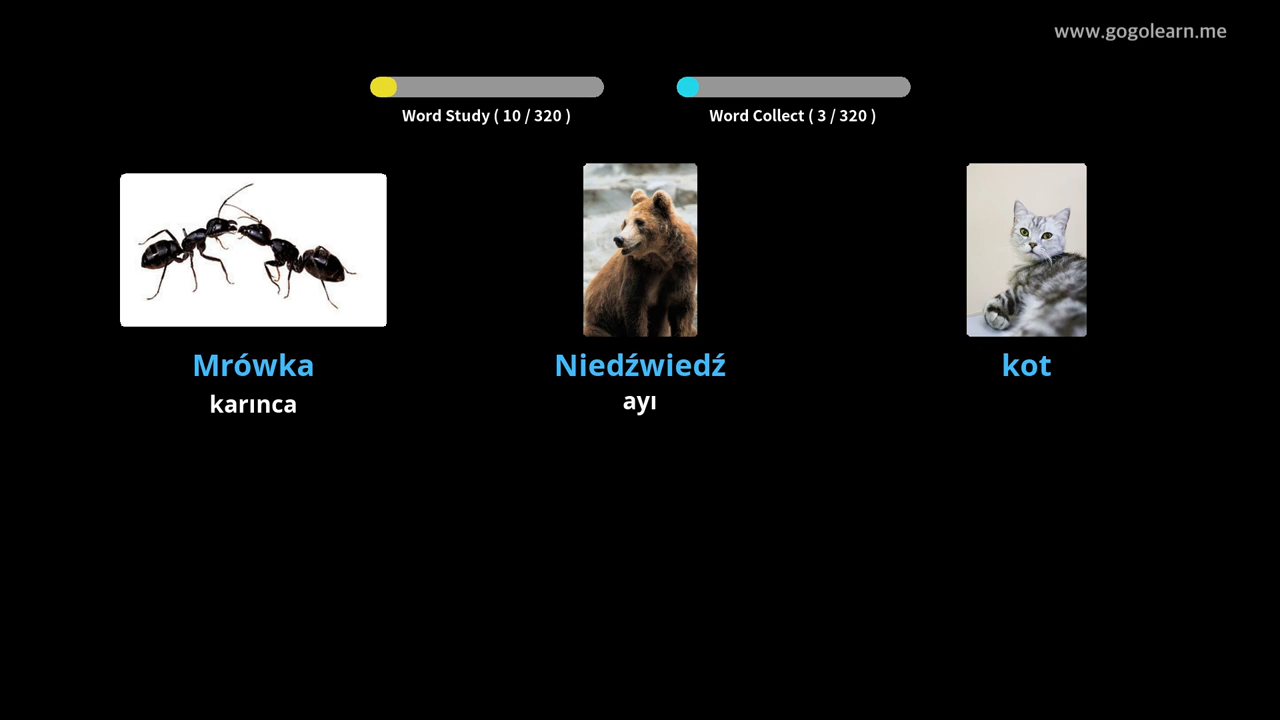 www.gogolearn.me
Word Study ( 10 / 320 )
Word Collect ( 3 / 320 )
Mrówka
karınca
Niedźwiedź
ayı
kot